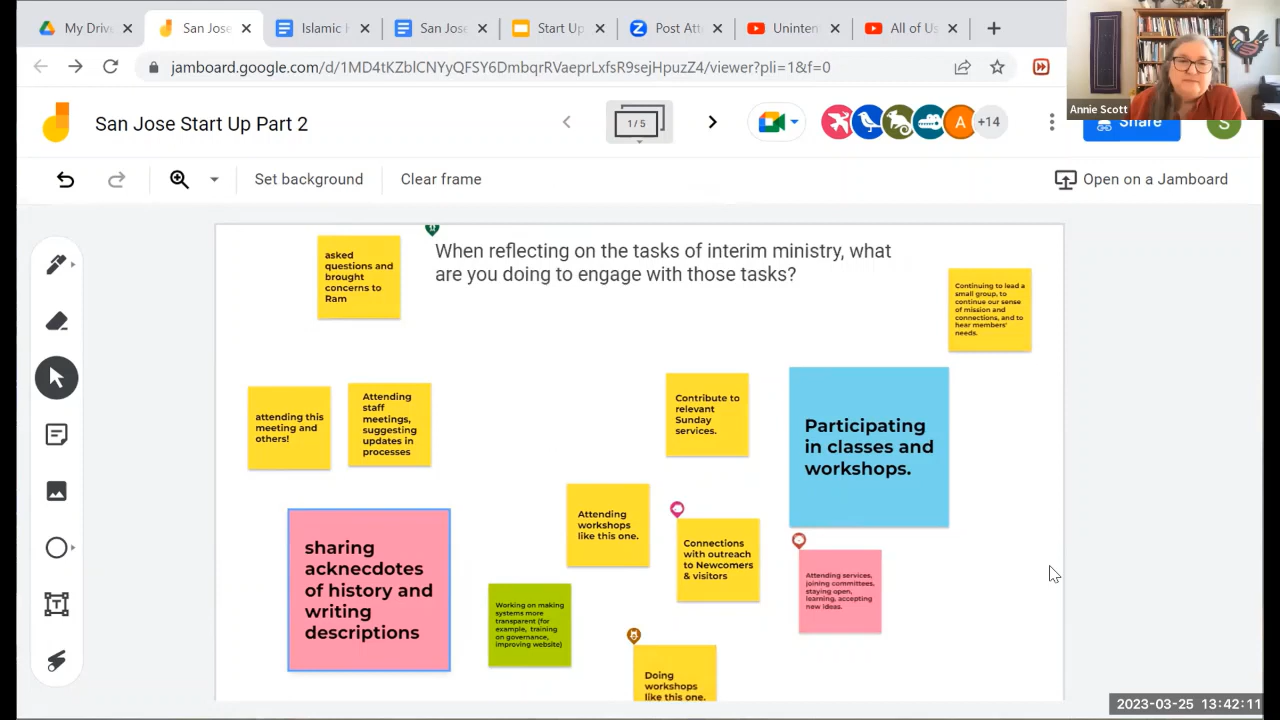 My Drive
San Jose
Islamic H
San Jose
Start Up
Post Atte
Uninten
All of Us
jamboard.google.com/d/
/viewer?pli=1&f=0
Annie Scott
San Jose Start Up Part 2
1 / 5
A
+14
Share
S
Set background
Clear frame
Open on a Jamboard
When reflecting on the tasks of interim ministry, what
are you doing to engage with those tasks?
asked
questions and
brought
concerns to
Ram
Continuing to lead a
small group, to
continue our sense
of mission and
connections, and to
hear members'
needs.
attending this
meeting and
others!
Attending
staff
meetings,
suggesting
updates in
processes
Contribute to
relevant
Sunday
services.
Participating
in classes and
workshops.
Attending
workshops
like this one.
Connections
with outreach
to Newcomers
& visitors
sharing
acknecdotes
of history and
writing
descriptions
Attending services,
joining committees,
staying open,
learning, accepting
new ideas.
Working on making
systems more
transparent (for
example, training
on governance,
improving website)
Doing
workshops
like this one.
2023-03-25 13:42:11